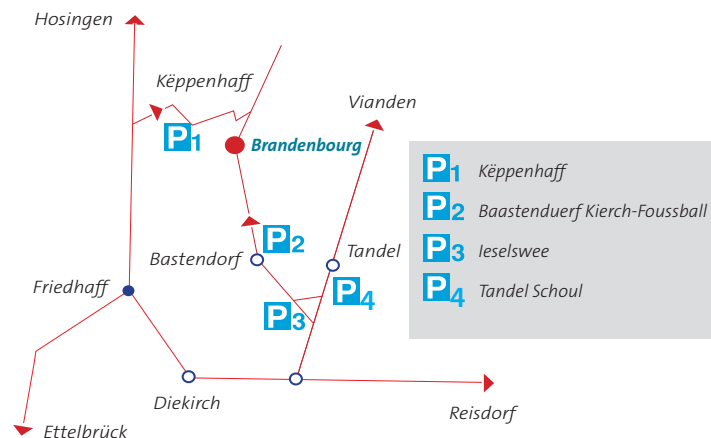 Hosingen
Këppenhaff
Vianden
P1
Brandenbourg
P2
Bastendorf
Tandel
Friedhaff
P3
P4
Diekirch
Reisdorf
Ettelbrück
P1 Këppenhaff
P2 Baastenduerf Kierch-Foussball
P3 Ieselswee
P4 Tandel Schoul